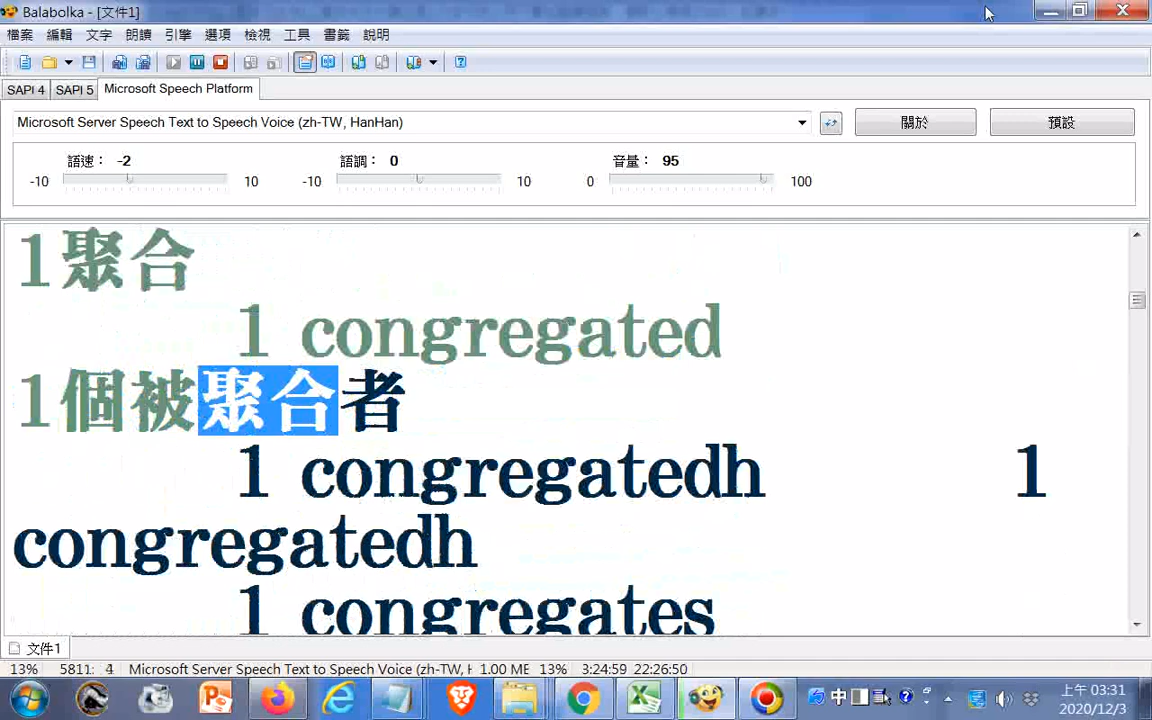 Balabolka - [文件1]
檔案 編輯 文字 朗讀 引擎 選項 檢視 工具 書籤 說明
SAPI 4 SAPI 5 Microsoft Speech Platform
Microsoft Server Speech Text to Speech Voice (zh-TW, HanHan) 關於 預設
語速： -2 語調： 0 音量： 95
-10 10 -10 10 0 100
1聚合
1 congregated
1個被聚合者
1 congregatedh 1
congregatedh
1 congregates
文件1
13% 5811: 4 Microsoft Server Speech Text to Speech Voice (zh-TW, H 1.00 ME 13% 3:24:59 22:26:50
中 上午 03:31
2020/12/3